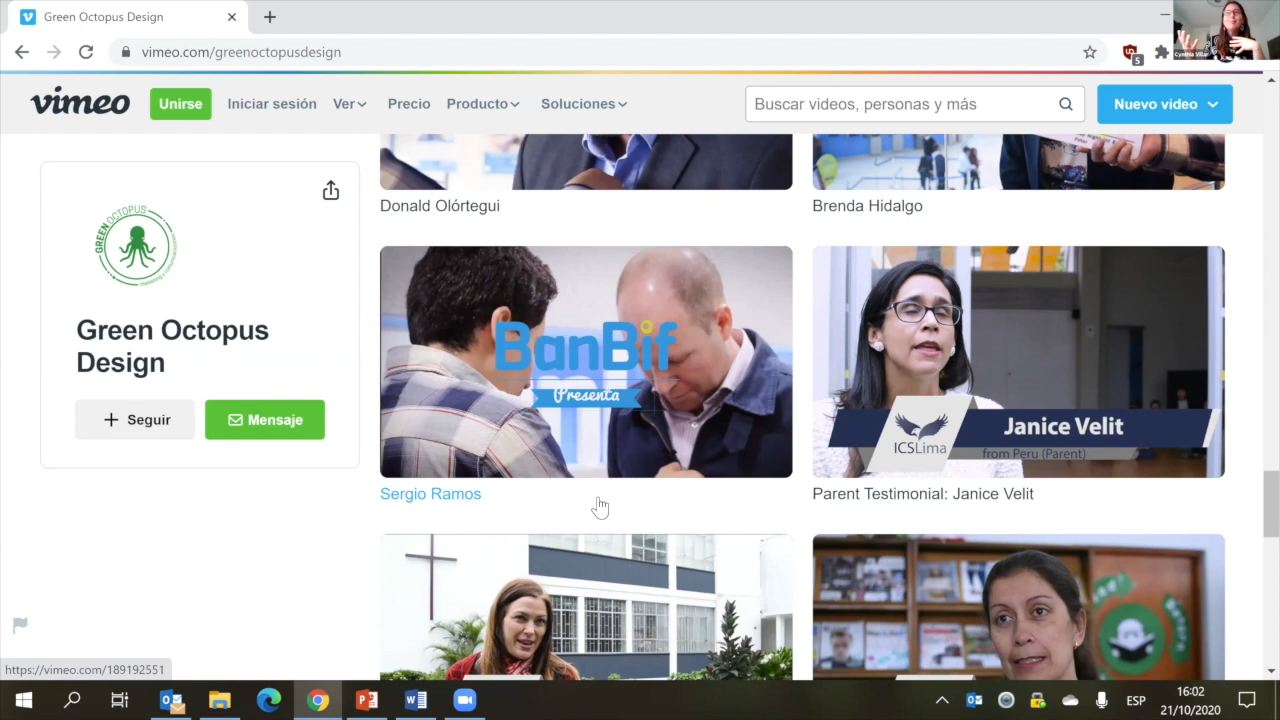 Green Octopus Design
vimeo.com/greenoctopusdesign
5
vimeo
Unirse
Iniciar sesión
Ver
Precio
Producto
Soluciones
Buscar videos, personas y más
Nuevo video
GREEN OCTOPUS
Green Octopus
Design
Seguir
Mensaje
Donald Olórtegui
Brenda Hidalgo
BanBif
Presenta
Sergio Ramos
ICSLima
Janice Velit
from Peru (Parent)
Parent Testimonial: Janice Velit
https://vimeo.com/189192551
ESP
16:02
21/10/2020